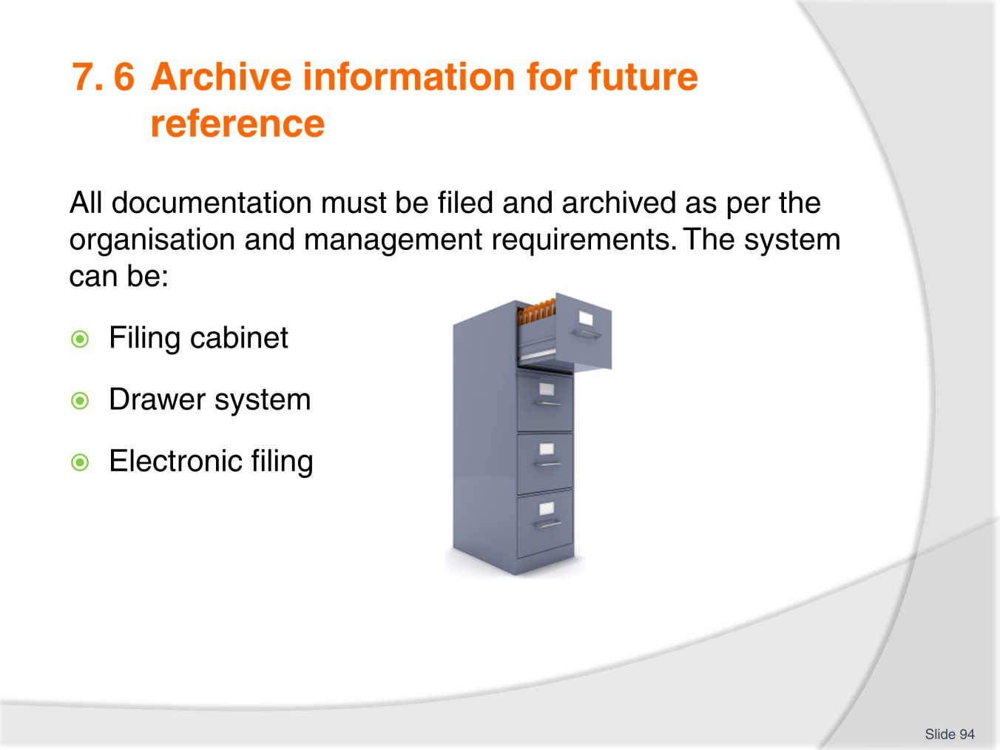 7. 6 Archive information for future
reference
All documentation must be filed and archived as per the
organisation and management requirements. The system
can be:
Filing cabinet
Drawer system
Electronic filing
Slide 94